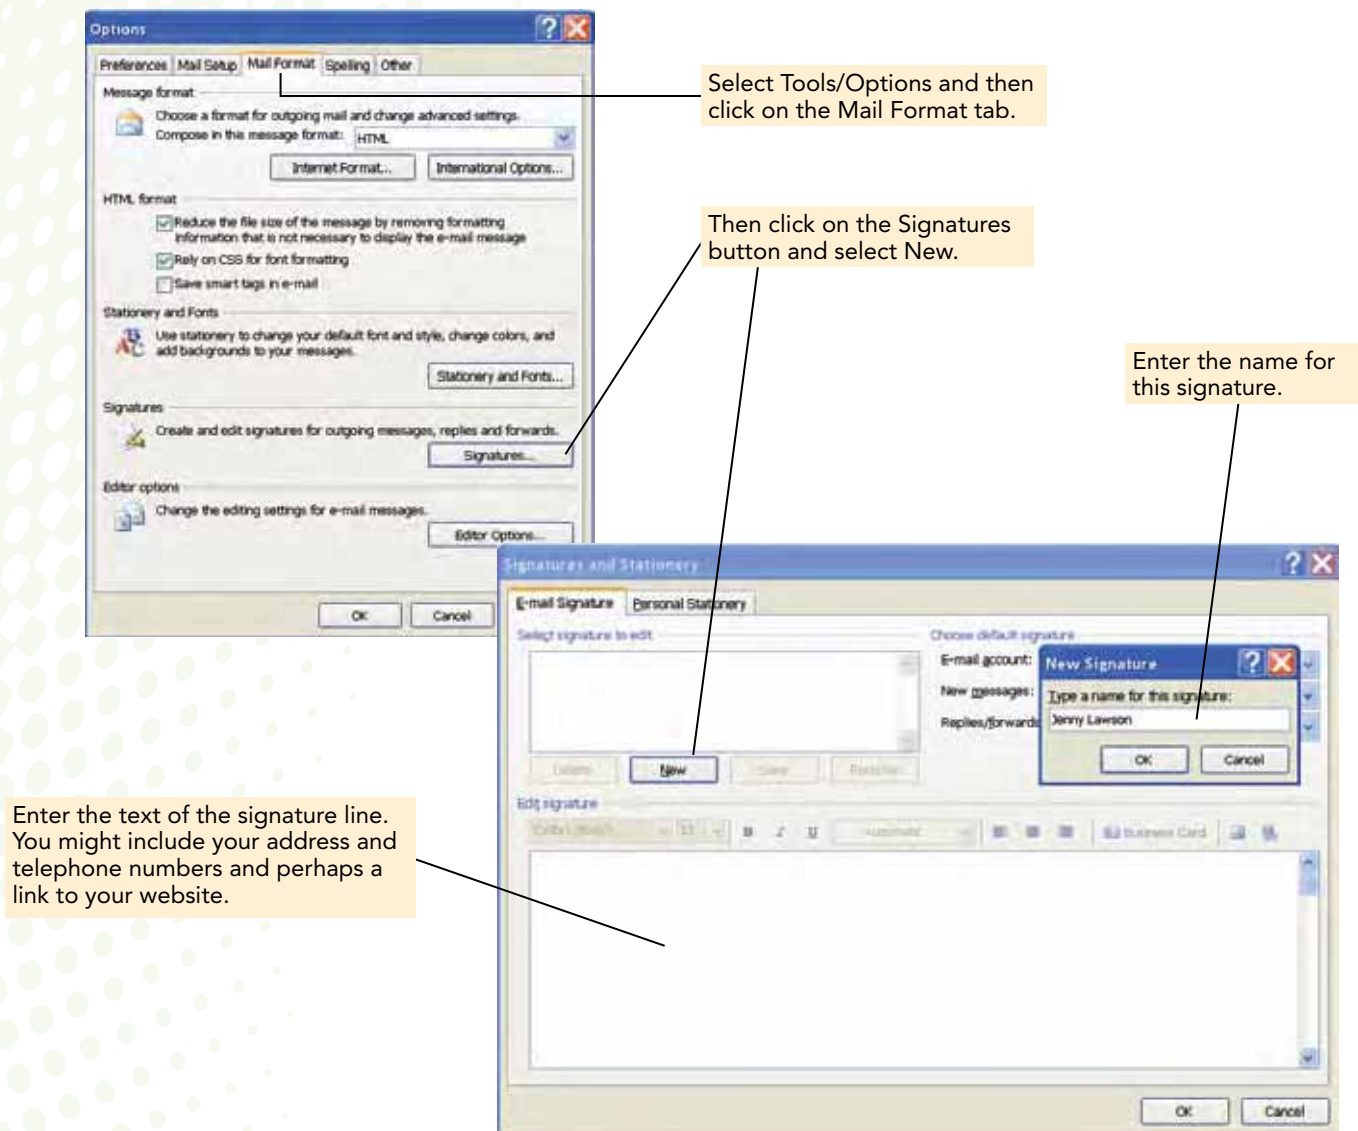 Options
Preferences Mail Setup Mail Format Spelling Other
Select Tools/Options and then
click on the Mail Format tab.
Message format
Choose a format for outgoing mail and change advanced settings.
Compose in this message format: HTML
Internet Format... International Options...
HTML format
Reduce the file size of the message by removing formatting
information that is not necessary to display the e-mail message
Rely on CSS for font formatting
Save smart tags in e-mail
Then click on the Signatures
button and select New.
Stationery and Fonts
Use stationery to change your default font and style, change colors, and
add backgrounds to your messages.
Stationery and Fonts...
Enter the name for
this signature.
Signatures
Create and edit signatures for outgoing messages, replies and forwards.
Signatures...
Editor options
Change the editing settings for e-mail messages.
Editor Options...
OK Cancel
Signatures and Stationery
E-mail Signature Personal Stationery
Select signature to edit
Choose default signature
E-mail account:
New messages:
Replies/forwards
New Signature
Type a name for this signature:
Jenny Lawson
OK Cancel
Delete New Save Rename
Enter the text of the signature line.
You might include your address and
telephone numbers and perhaps a
link to your website.
Edit signature
B I U Automatic Business Card
OK Cancel